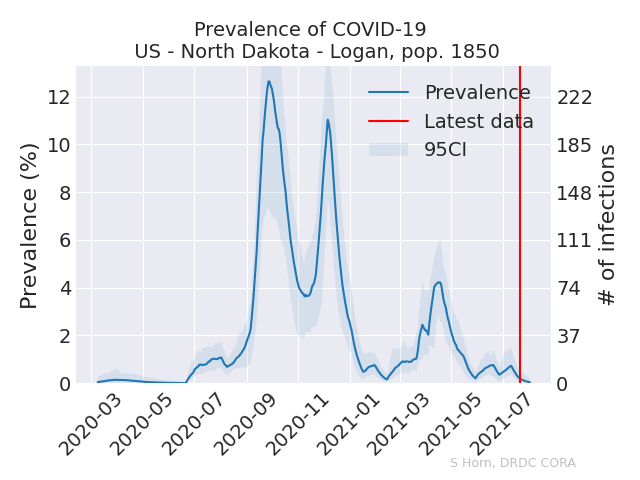 Prevalence of COVID-19
US - North Dakota - Logan, pop. 1850
Prevalence (%)
12
10
8
6
4
2
0
Prevalence
Latest data
95CI
222
185
148
111
74
37
0
# of infections
2020-03
2020-05
2020-07
2020-09
2020-11
2021-01
2021-03
2021-05
2021-07
S Horn, DRDC CORA